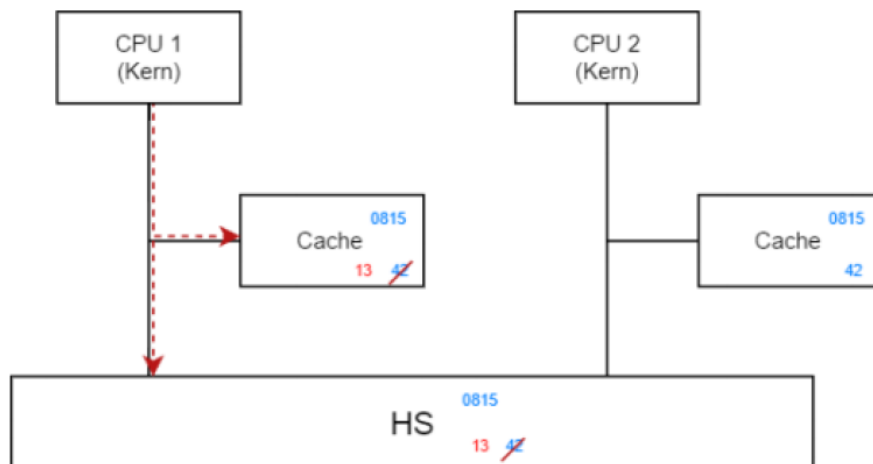 CPU 1
(Kern)
CPU 2
(Kern)
0815
Cache
13 42
0815
Cache
42
0815
HS
13 42